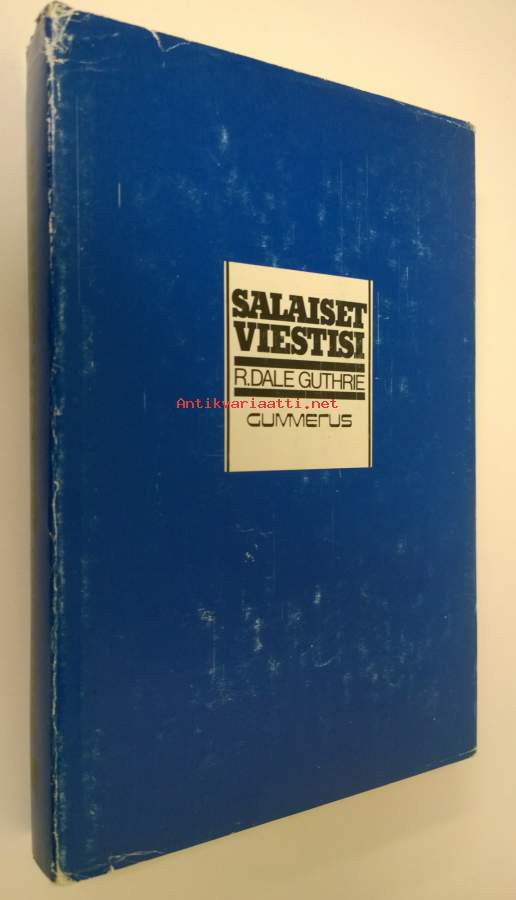 SALAISET
VIESTISI
R.DALE GUTHRIE
Antikvariaatti.net
GUMMERUS